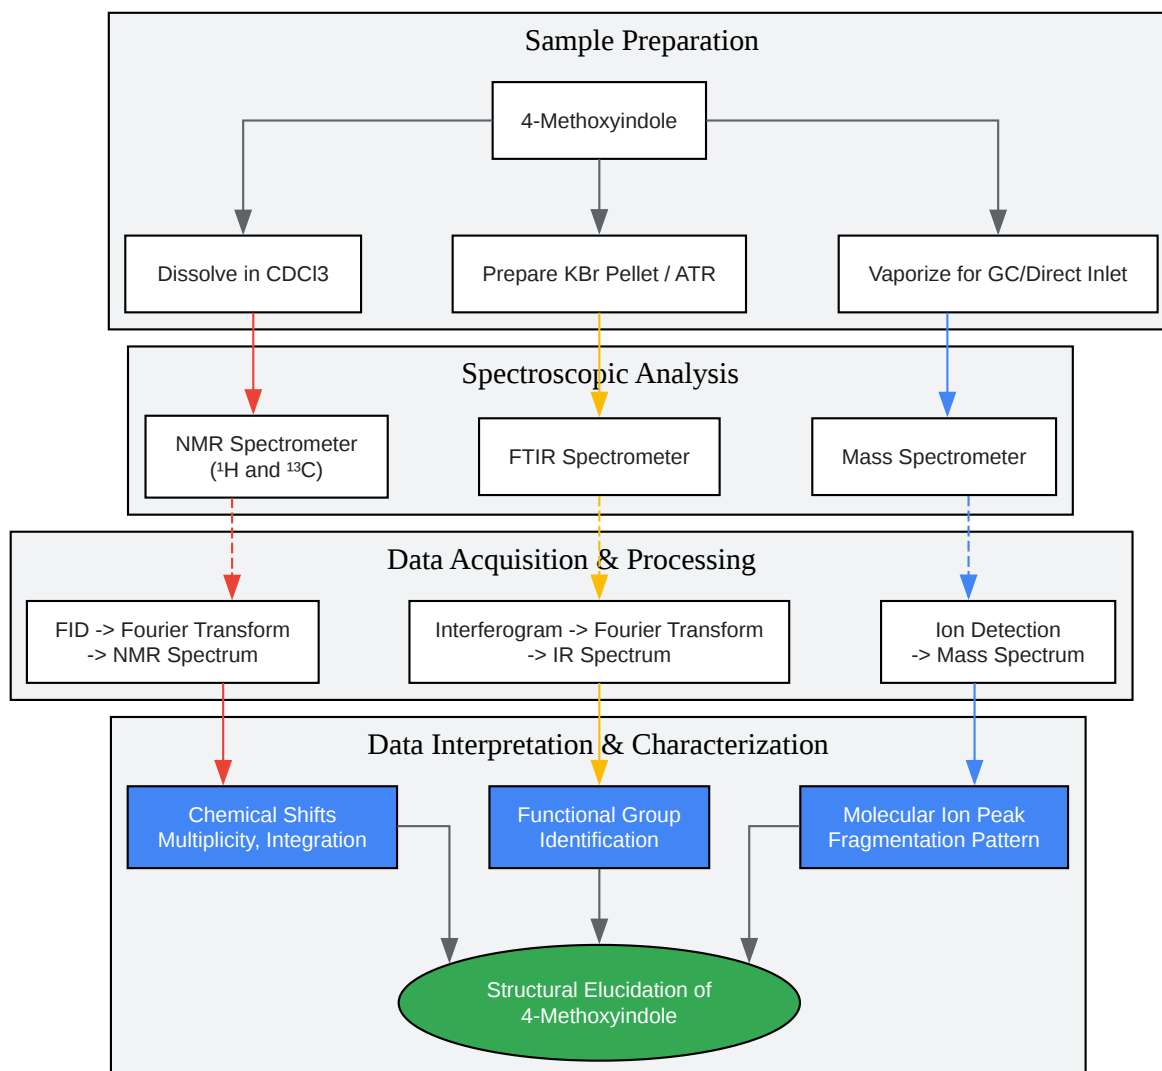 Sample Preparation
4-Methoxyindole
Dissolve in CDCl3
Prepare KBr Pellet / ATR
Vaporize for GC/Direct Inlet
Spectroscopic Analysis
NMR Spectrometer
(¹H and ¹³C)
FTIR Spectrometer
Mass Spectrometer
Data Acquisition & Processing
FID -> Fourier Transform
-> NMR Spectrum
Interferogram -> Fourier Transform
-> IR Spectrum
Ion Detection
-> Mass Spectrum
Data Interpretation & Characterization
Chemical Shifts
Multiplicity, Integration
Functional Group
Identification
Molecular Ion Peak
Fragmentation Pattern
Structural Elucidation of
4-Methoxyindole